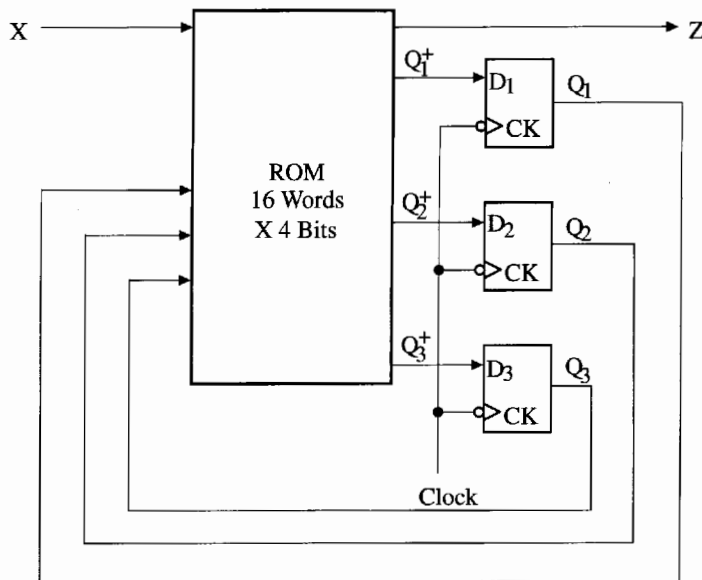 X
Z
Q₁⁺
D₁
Q₁
CK
ROM
16 Words
X 4 Bits
Q₂⁺
D₂
Q₂
CK
Q₃⁺
D₃
Q₃
CK
Clock